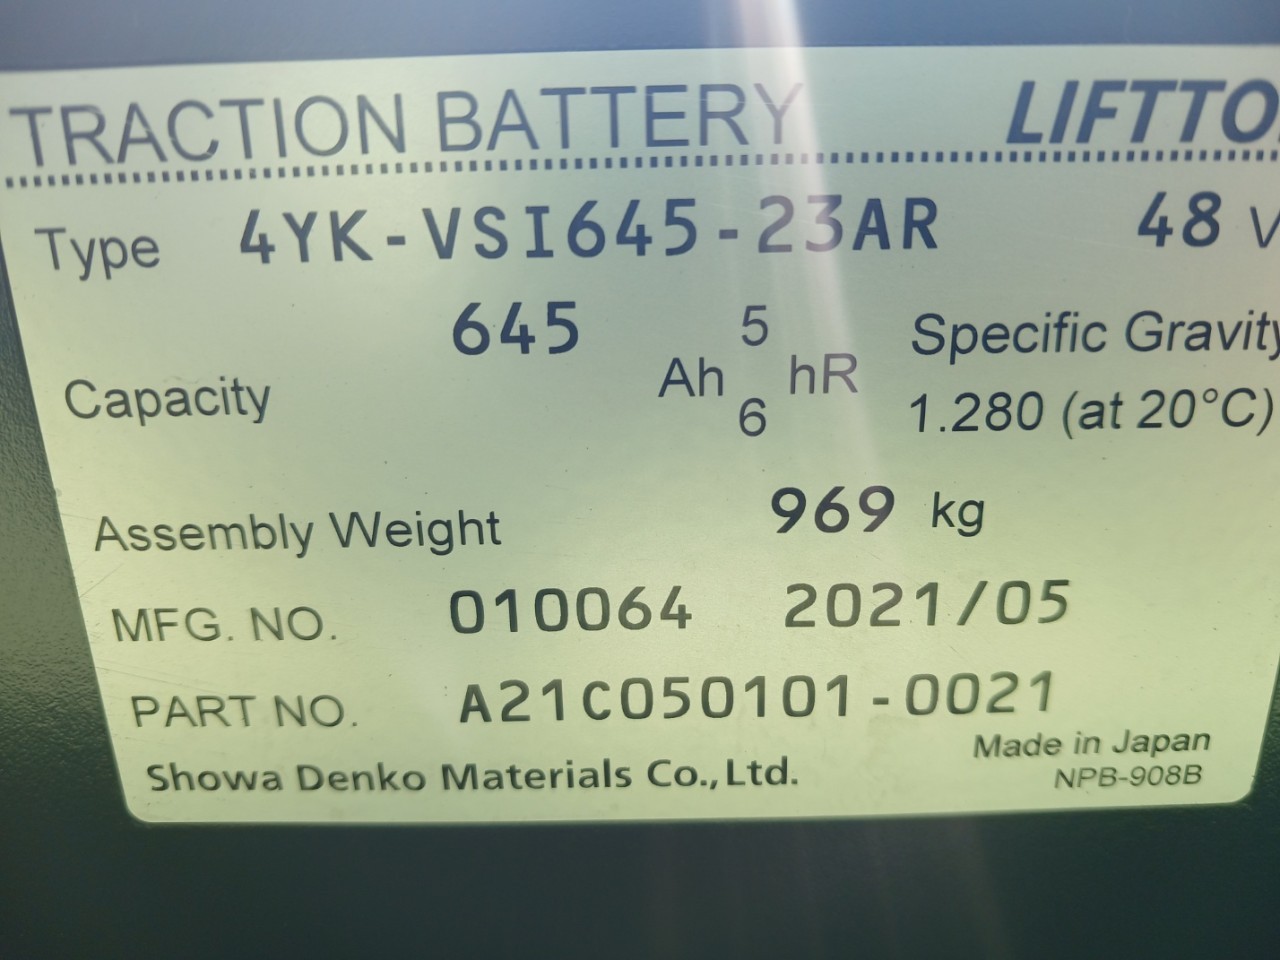 TRACTION BATTERY LIFTTO
Type 4YK-VSI645-23AR 48 V
645 5 Specific Gravity
Capacity Ah hR 1.280 (at 20°C)
6
Assembly Weight 969 kg
MFG. NO. 010064 2021/05
PART NO. A21C050101-0021
Made in Japan
Showa Denko Materials Co.,Ltd. NPB-908B